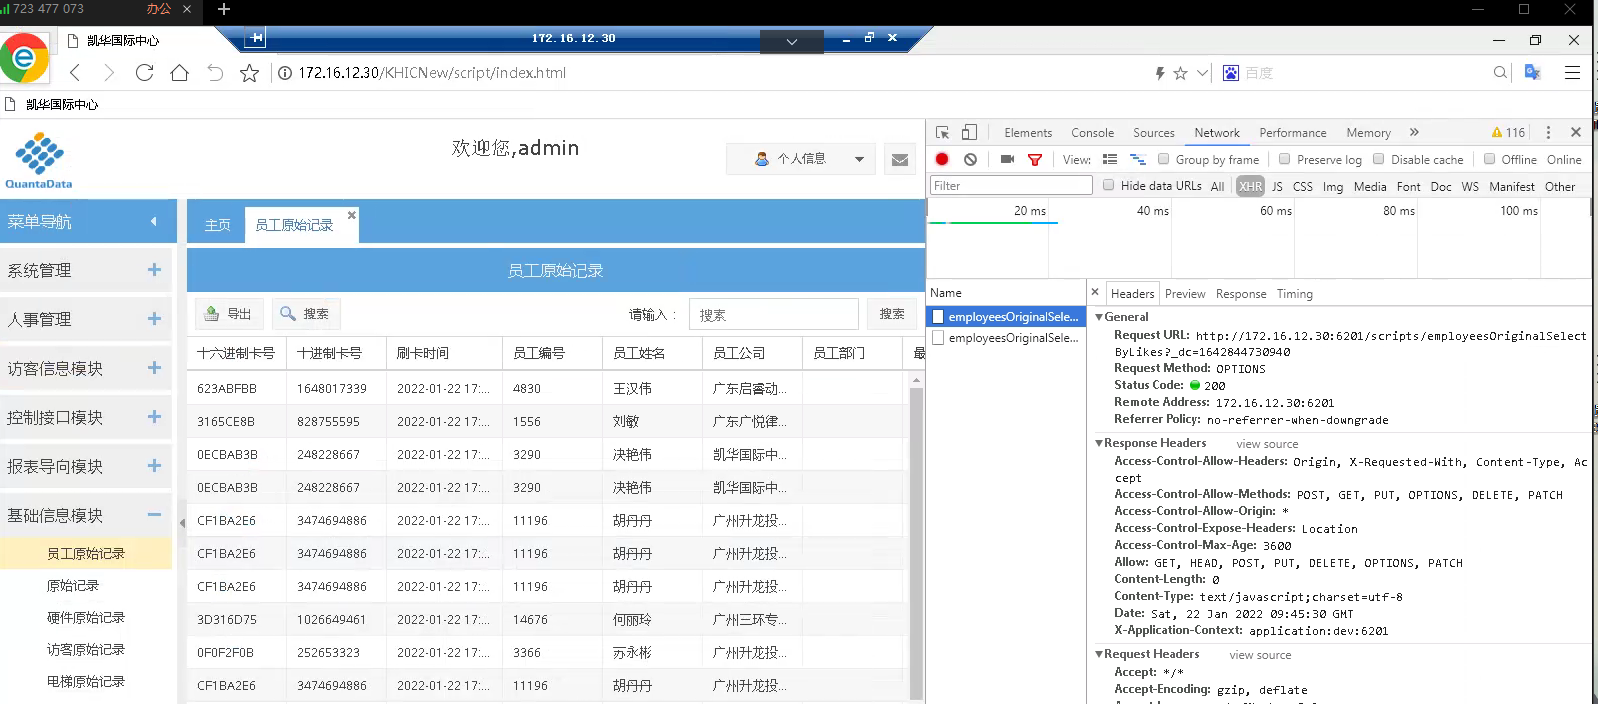 723 477 073 办公
凯华国际中心 172.16.12.30
172.16.12.30/KHICNew/script/index.html 百度
凯华国际中心
QuantaData
欢迎您,admin
个人信息
菜单导航
系统管理
人事管理
访客信息模块
控制接口模块
报表导向模块
基础信息模块
员工原始记录
原始记录
硬件原始记录
访客原始记录
电梯原始记录
主页 员工原始记录
员工原始记录
导出 搜索 请输入： 搜索 搜索
十六进制卡号 十进制卡号 刷卡时间 员工编号 员工姓名 员工公司 员工部门 最
623ABFBB 1648017339 2022-01-22 17:... 4830 王汉伟 广东启睿动...
3165CE8B 828755595 2022-01-22 17:... 1556 刘敏 广东广悦律...
0ECBAB3B 248228667 2022-01-22 17:... 3290 决艳伟 凯华国际中...
0ECBAB3B 248228667 2022-01-22 17:... 3290 决艳伟 凯华国际中...
CF1BA2E6 3474694886 2022-01-22 17:... 11196 胡丹丹 广州升龙投...
CF1BA2E6 3474694886 2022-01-22 17:... 11196 胡丹丹 广州升龙投...
CF1BA2E6 3474694886 2022-01-22 17:... 11196 胡丹丹 广州升龙投...
3D316D75 1026649461 2022-01-22 17:... 14676 何丽玲 广州三环专...
0F0F2F0B 252653323 2022-01-22 17:... 3366 苏永彬 广州升龙投...
CF1BA2E6 3474694886 2022-01-22 17:... 11196 胡丹丹 广州升龙投...
Elements Console Sources Network Performance Memory » 116
View: Group by frame Preserve log Disable cache Offline Online
Filter Hide data URLs All XHR JS CSS Img Media Font Doc WS Manifest Other
20 ms 40 ms 60 ms 80 ms 100 ms
Name
employeesOriginalSele...
employeesOriginalSele...
Headers Preview Response Timing
General
Request URL: http://172.16.12.30:6201/scripts/employeesOriginalSelect
ByLikes?_dc=1642844730940
Request Method: OPTIONS
Status Code: 200
Remote Address: 172.16.12.30:6201
Referrer Policy: no-referrer-when-downgrade
Response Headers view source
Access-Control-Allow-Headers: Origin, X-Requested-With, Content-Type, Ac
cept
Access-Control-Allow-Methods: POST, GET, PUT, OPTIONS, DELETE, PATCH
Access-Control-Allow-Origin: *
Access-Control-Expose-Headers: Location
Access-Control-Max-Age: 3600
Allow: GET, HEAD, POST, PUT, DELETE, OPTIONS, PATCH
Content-Length: 0
Content-Type: text/javascript;charset=utf-8
Date: Sat, 22 Jan 2022 09:45:30 GMT
X-Application-Context: application:dev:6201
Request Headers view source
Accept: */*
Accept-Encoding: gzip, deflate